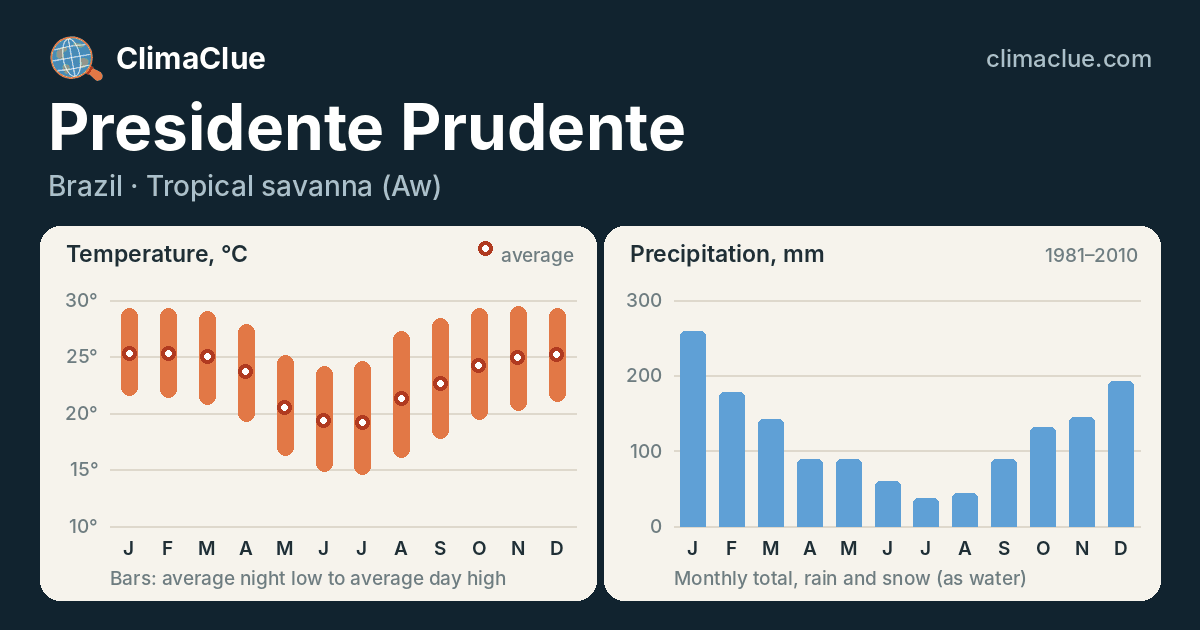 ClimaClue
climaclue.com
Presidente Prudente
Brazil · Tropical savanna (Aw)
Temperature, °C
average
30°
25°
20°
15°
10°
J F M A M J J A S O N D
Bars: average night low to average day high
Precipitation, mm
1981–2010
300
200
100
0
J F M A M J J A S O N D
Monthly total, rain and snow (as water)